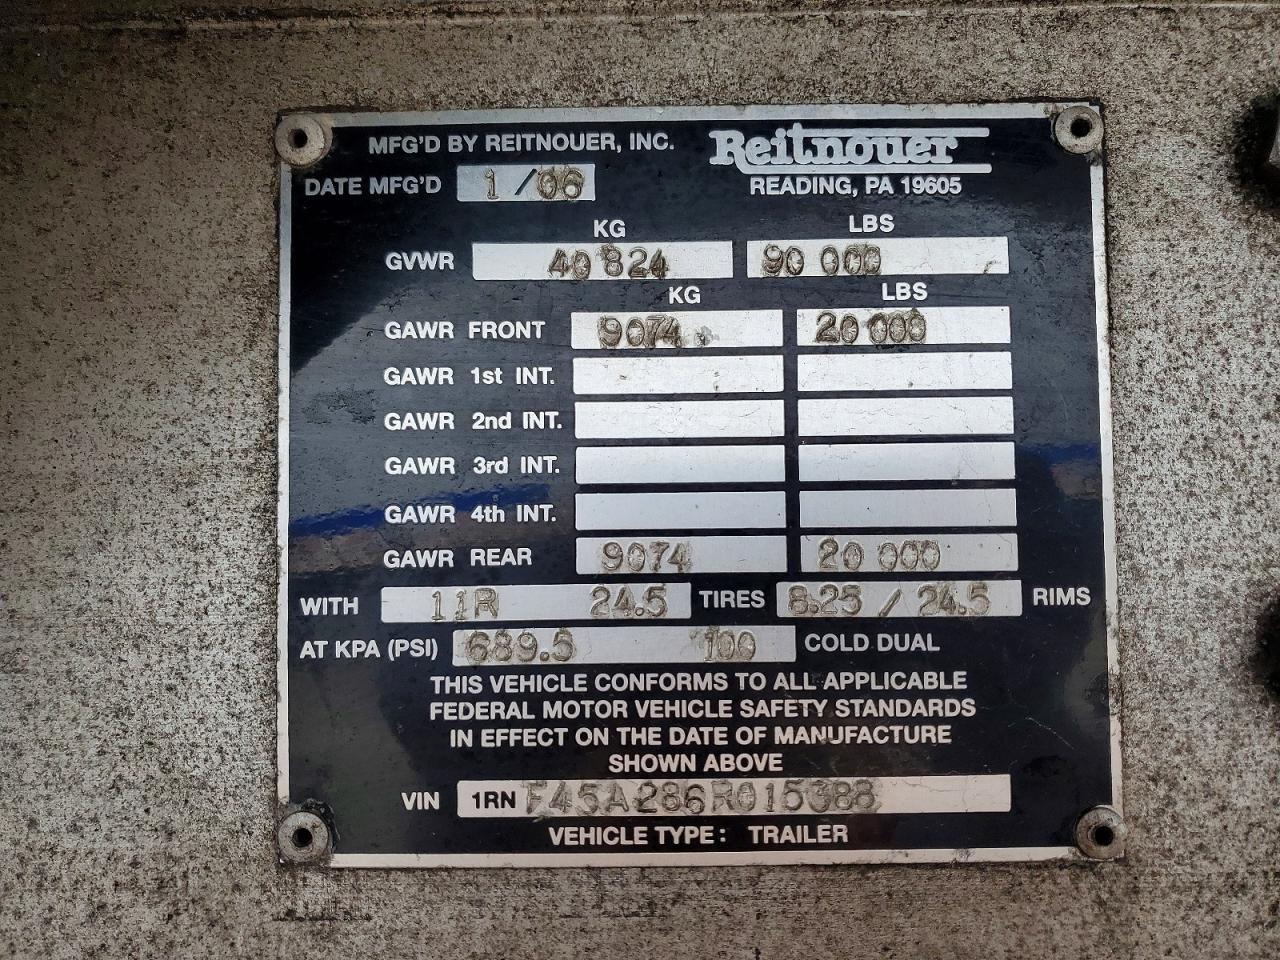 MFG'D BY REITNOUER, INC. Reitnouer
DATE MFG'D 1/06 READING, PA 19605
KG LBS
GVWR 40 824 90 000
KG LBS
GAWR FRONT 9074 20 000
GAWR 1st INT.
GAWR 2nd INT.
GAWR 3rd INT.
GAWR 4th INT.
GAWR REAR 9074 20 000
WITH 11R 24.5 TIRES 8.25 / 24.5 RIMS
AT KPA (PSI) 689.5 100 COLD DUAL
THIS VEHICLE CONFORMS TO ALL APPLICABLE
FEDERAL MOTOR VEHICLE SAFETY STANDARDS
IN EFFECT ON THE DATE OF MANUFACTURE
SHOWN ABOVE
VIN 1RN F45A286R015388
VEHICLE TYPE: TRAILER